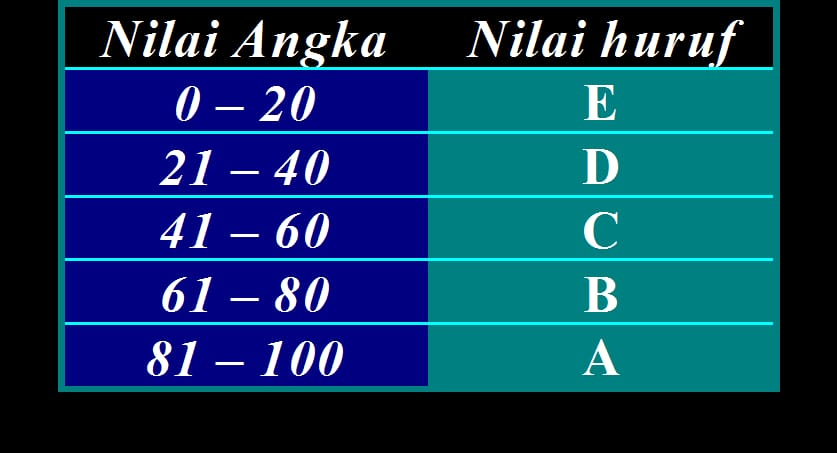 Nilai Angka Nilai huruf
0 – 20 E
21 – 40 D
41 – 60 C
61 – 80 B
81 – 100 A